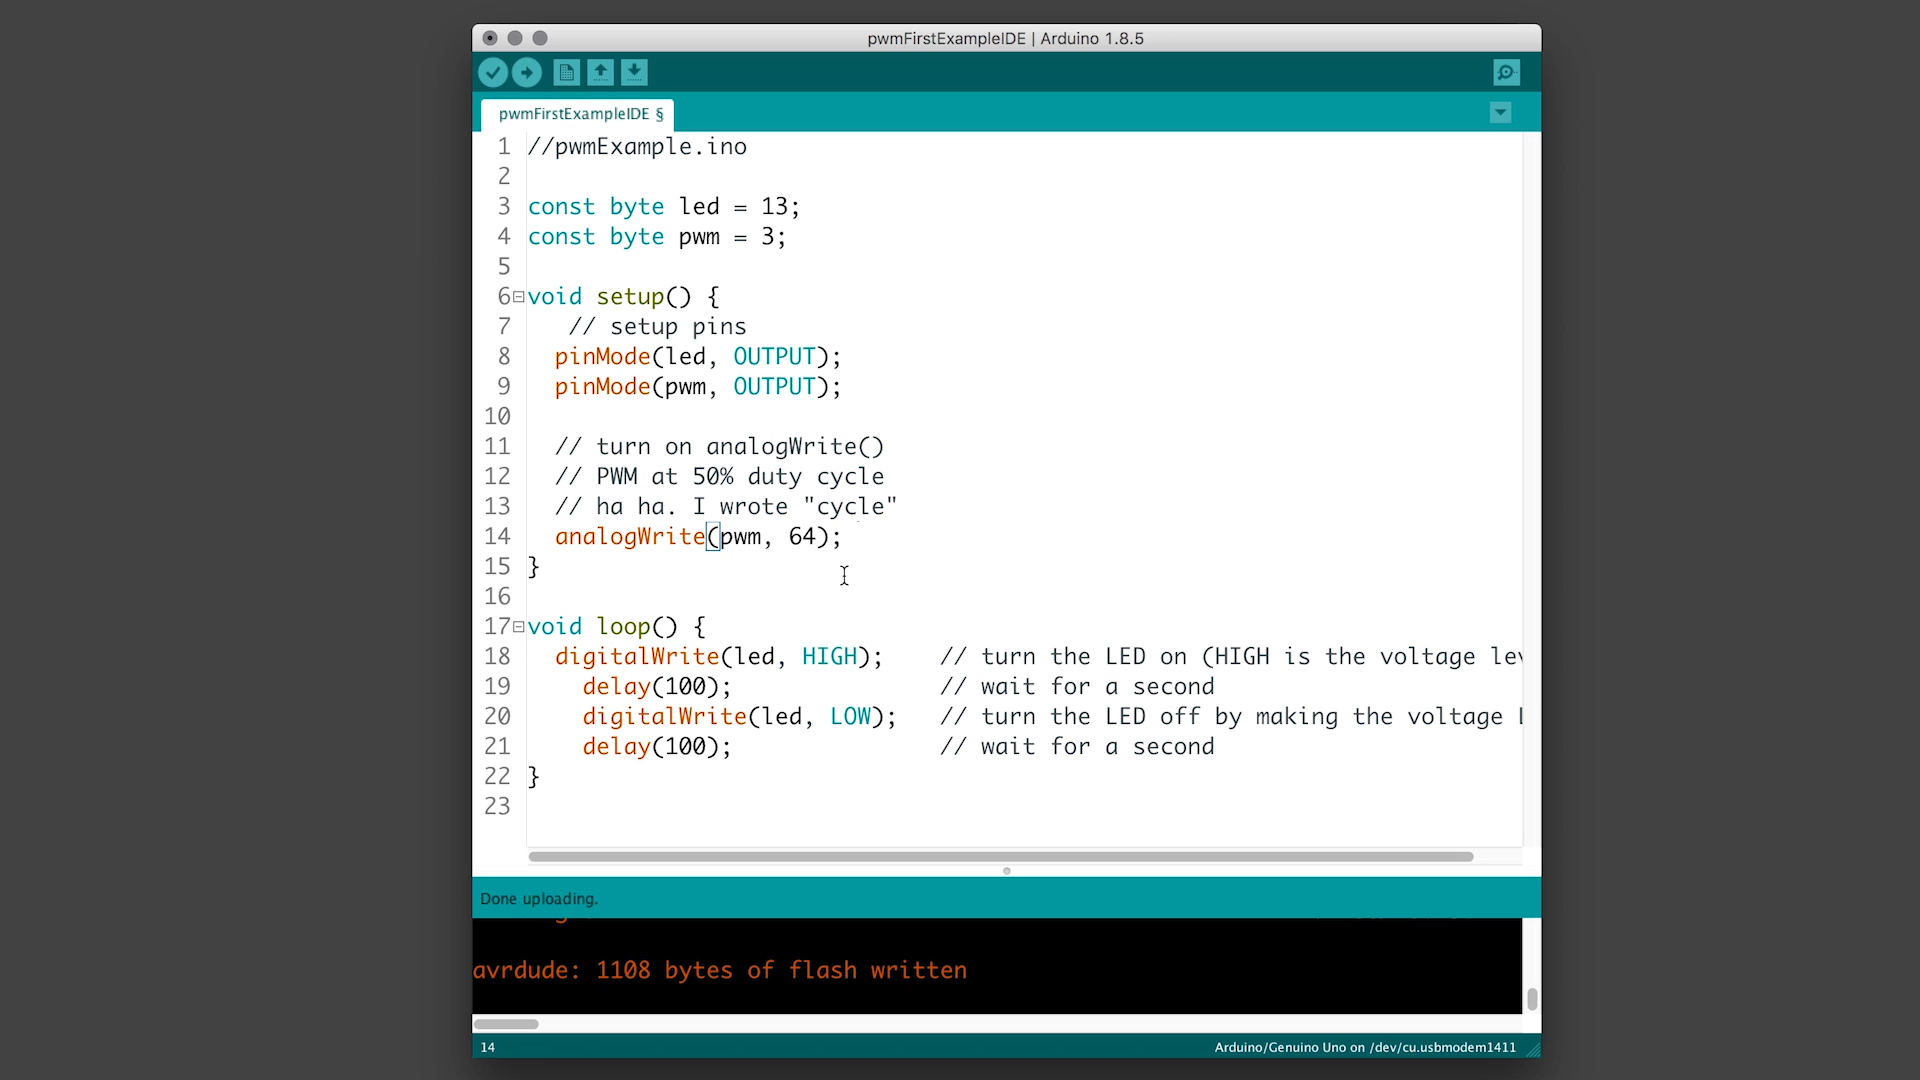 pwmFirstExampleIDE | Arduino 1.8.5
pwmFirstExampleIDE §
1 //pwmExample.ino
2
3 const byte led = 13;
4 const byte pwm = 3;
5
6 void setup() {
7 // setup pins
8 pinMode(led, OUTPUT);
9 pinMode(pwm, OUTPUT);
10
11 // turn on analogWrite()
12 // PWM at 50% duty cycle
13 // ha ha. I wrote "cycle"
14 analogWrite(pwm, 64);
15 }
16
17 void loop() {
18 digitalWrite(led, HIGH); // turn the LED on (HIGH is the voltage
19 delay(100); // wait for a second
20 digitalWrite(led, LOW); // turn the LED off by making the voltage
21 delay(100); // wait for a second
22 }
23
Done uploading.
avrdude: 1108 bytes of flash written
14
Arduino/Genuino Uno on /dev/cu.usbmodem1411